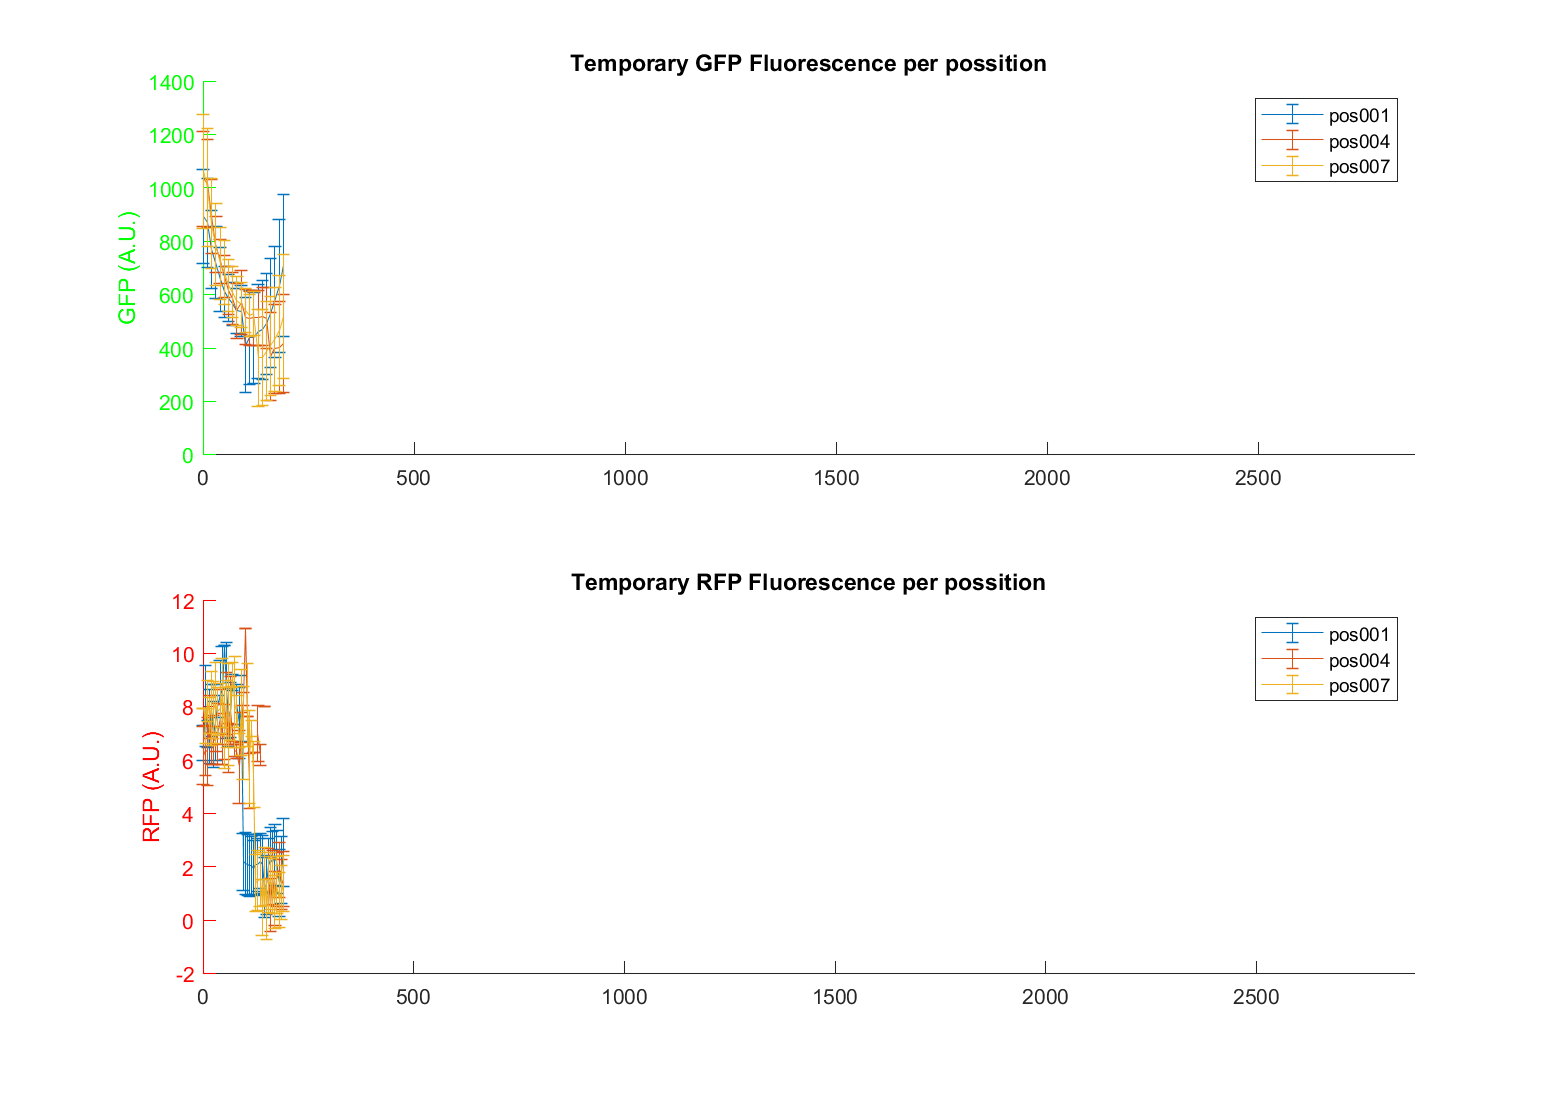 Temporary GFP Fluorescence per possition
1400
1200
1000
800
600
400
200
0
GFP (A.U.)
0 500 1000 1500 2000 2500
pos001
pos004
pos007
Temporary RFP Fluorescence per possition
12
10
8
6
4
2
0
-2
RFP (A.U.)
0 500 1000 1500 2000 2500
pos001
pos004
pos007